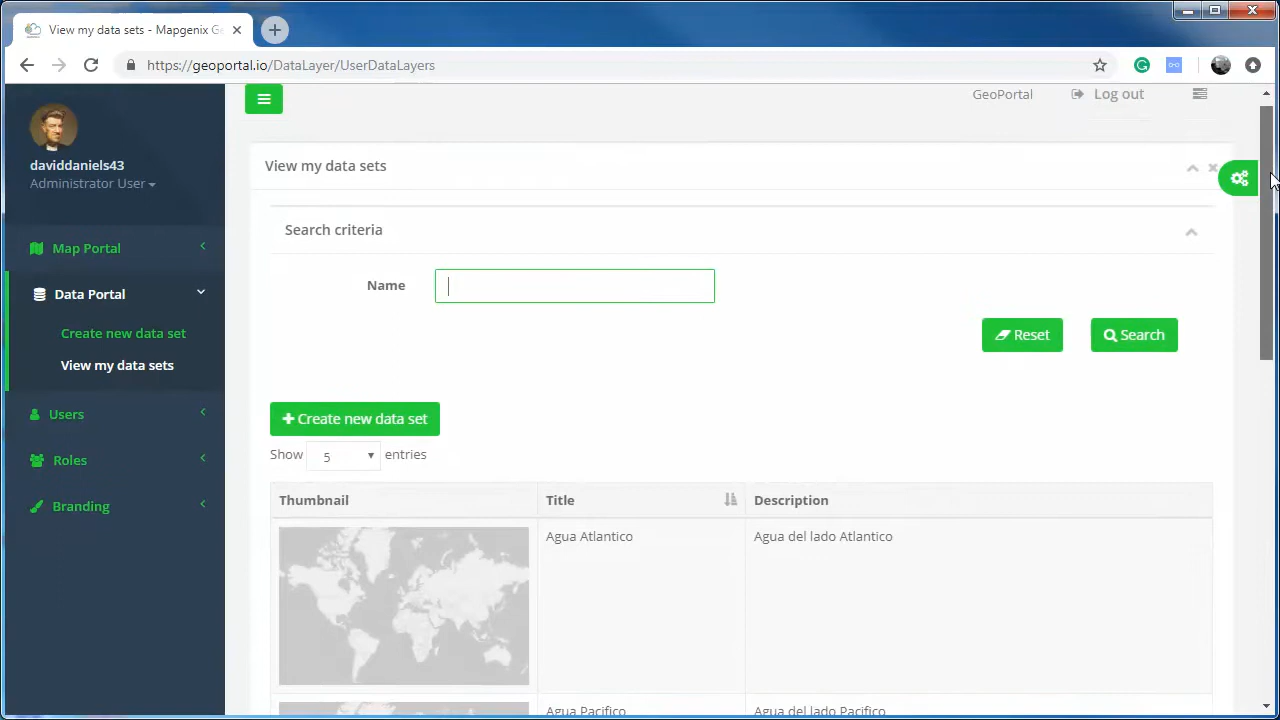 View my data sets - Mapgenix Ge
https://geoportal.io/DataLayer/UserDataLayers
GeoPortal
Log out
daviddaniels43
Administrator User
Map Portal
Data Portal
Create new data set
View my data sets
Users
Roles
Branding
View my data sets
Search criteria
Name
Reset
Search
Create new data set
Show 5 entries
Thumbnail Title Description
Agua Atlantico Agua del lado Atlantico
Agua Pacifico Agua del lado Pacifico